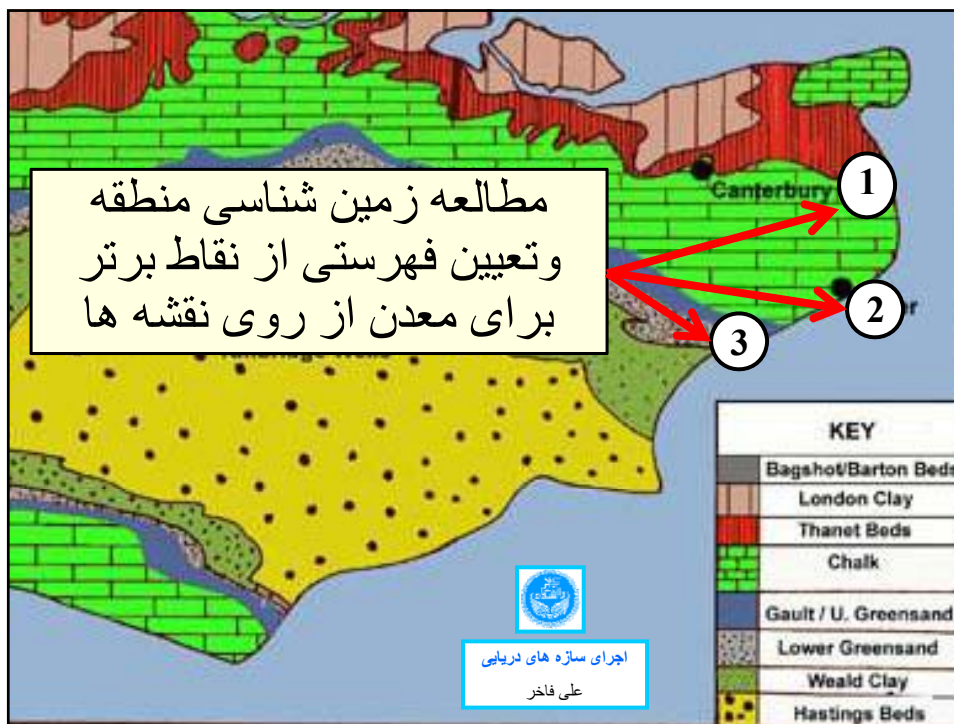 Canterbury
1
مطالعه زمین شناسی منطقه
وتعیین فهرستی از نقاط برتر
برای معدن از روی نقشه ها
2
er
3
KEY
Bagshot/Barton Beds
London Clay
Thanet Beds
Chalk
Gault / U. Greensand
Lower Greensand
Weald Clay
Hastings Beds
اجرای سازه های دریایی
علی فاخر